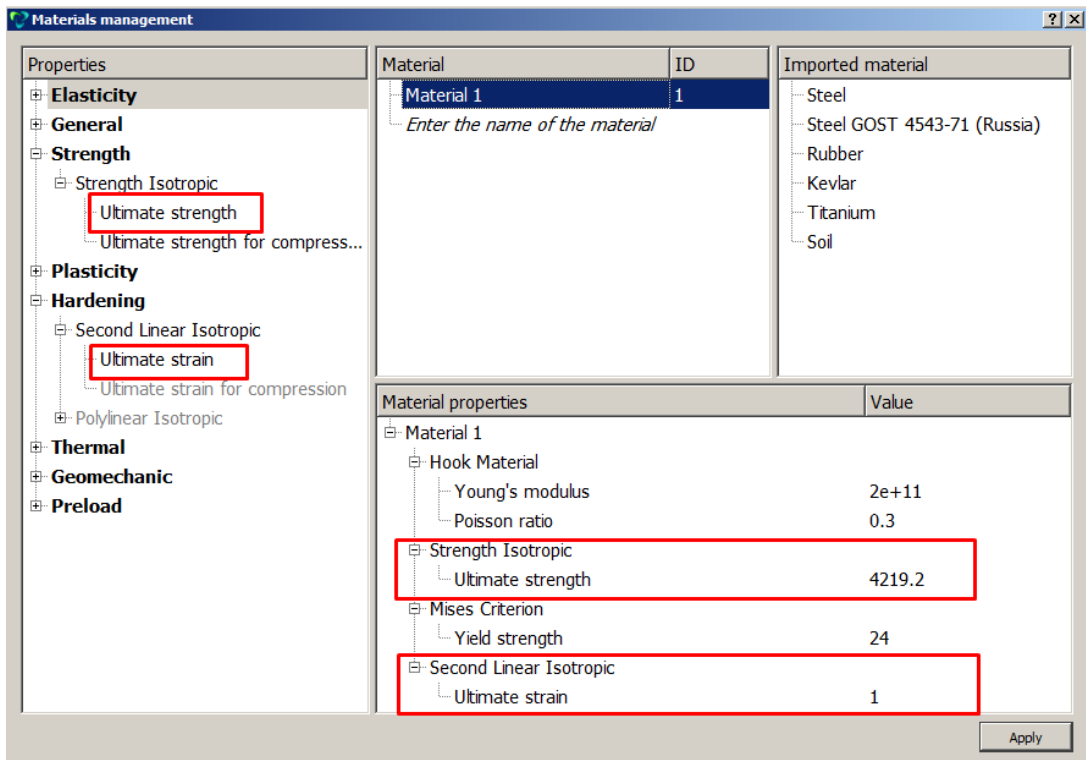 Materials management
Properties
Elasticity
General
Strength
Strength Isotropic
Ultimate strength
Ultimate strength for compress...
Plasticity
Hardening
Second Linear Isotropic
Ultimate strain
Ultimate strain for compression
Polylinear Isotropic
Thermal
Geomechanic
Preload
Material ID
Material 1 1
Enter the name of the material
Imported material
Steel
Steel GOST 4543-71 (Russia)
Rubber
Kevlar
Titanium
Soil
Material properties Value
Material 1
Hook Material
Young's modulus 2e+11
Poisson ratio 0.3
Strength Isotropic
Ultimate strength 4219.2
Mises Criterion
Yield strength 24
Second Linear Isotropic
Ultimate strain 1
Apply